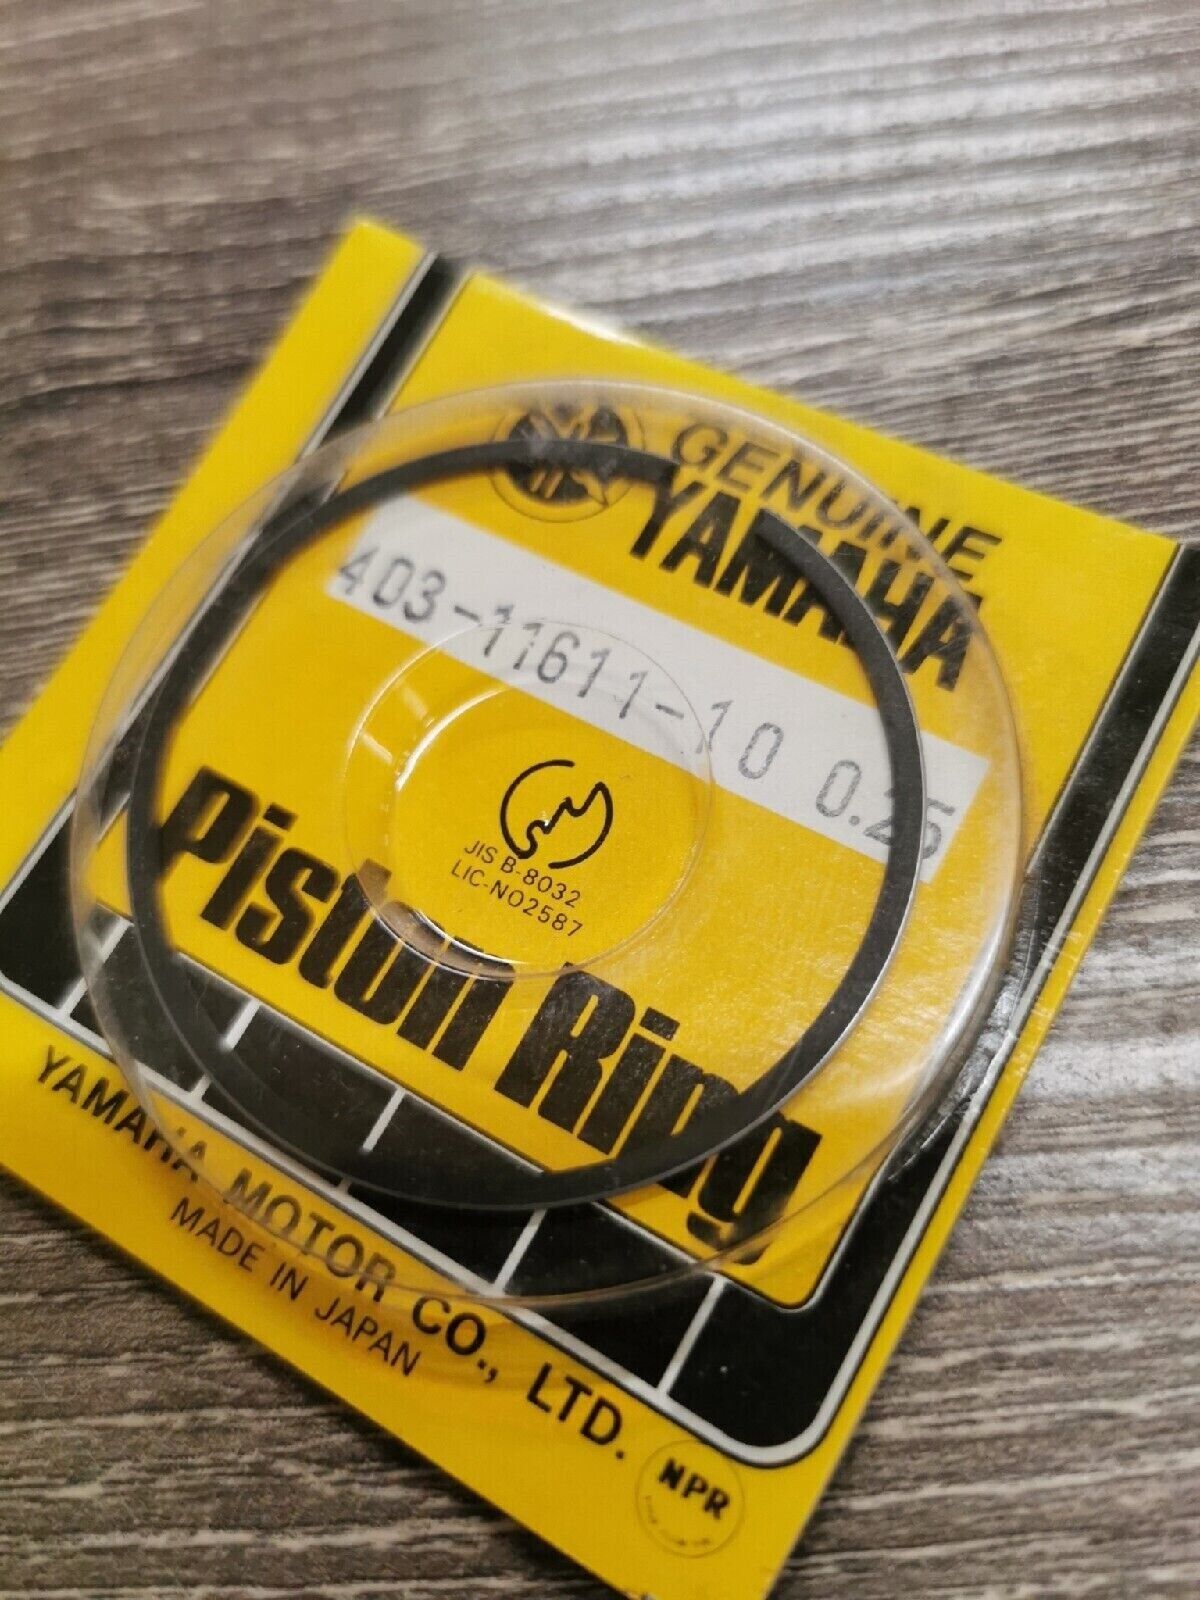 GENUINE
YAMAHA
403-11611-10 0.25
JIS B-8032
LIC-NO2587
Piston Ring
YAMAHA MOTOR CO., LTD.
MADE IN JAPAN
NPR